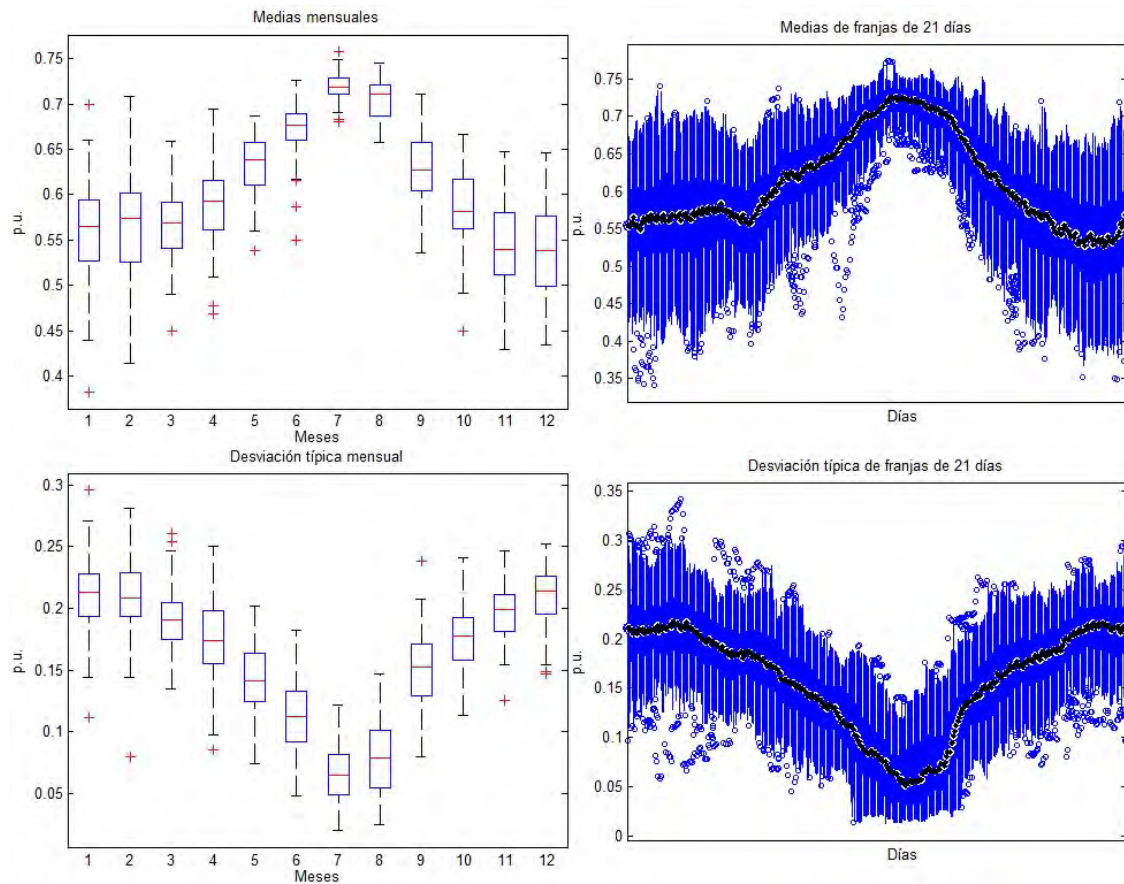 Medias mensuales
0.75
0.7
0.65
0.6
0.55
0.5
0.45
0.4
p.u.
1 2 3 4 5 6 7 8 9 10 11 12
Meses
Medias de franjas de 21 días
0.75
0.7
0.65
0.6
0.55
0.5
0.45
0.4
0.35
p.u.
Días
Desviación típica mensual
0.3
0.25
0.2
0.15
0.1
0.05
p.u.
1 2 3 4 5 6 7 8 9 10 11 12
Meses
Desviación típica de franjas de 21 días
0.35
0.3
0.25
0.2
0.15
0.1
0.05
0
p.u.
Días